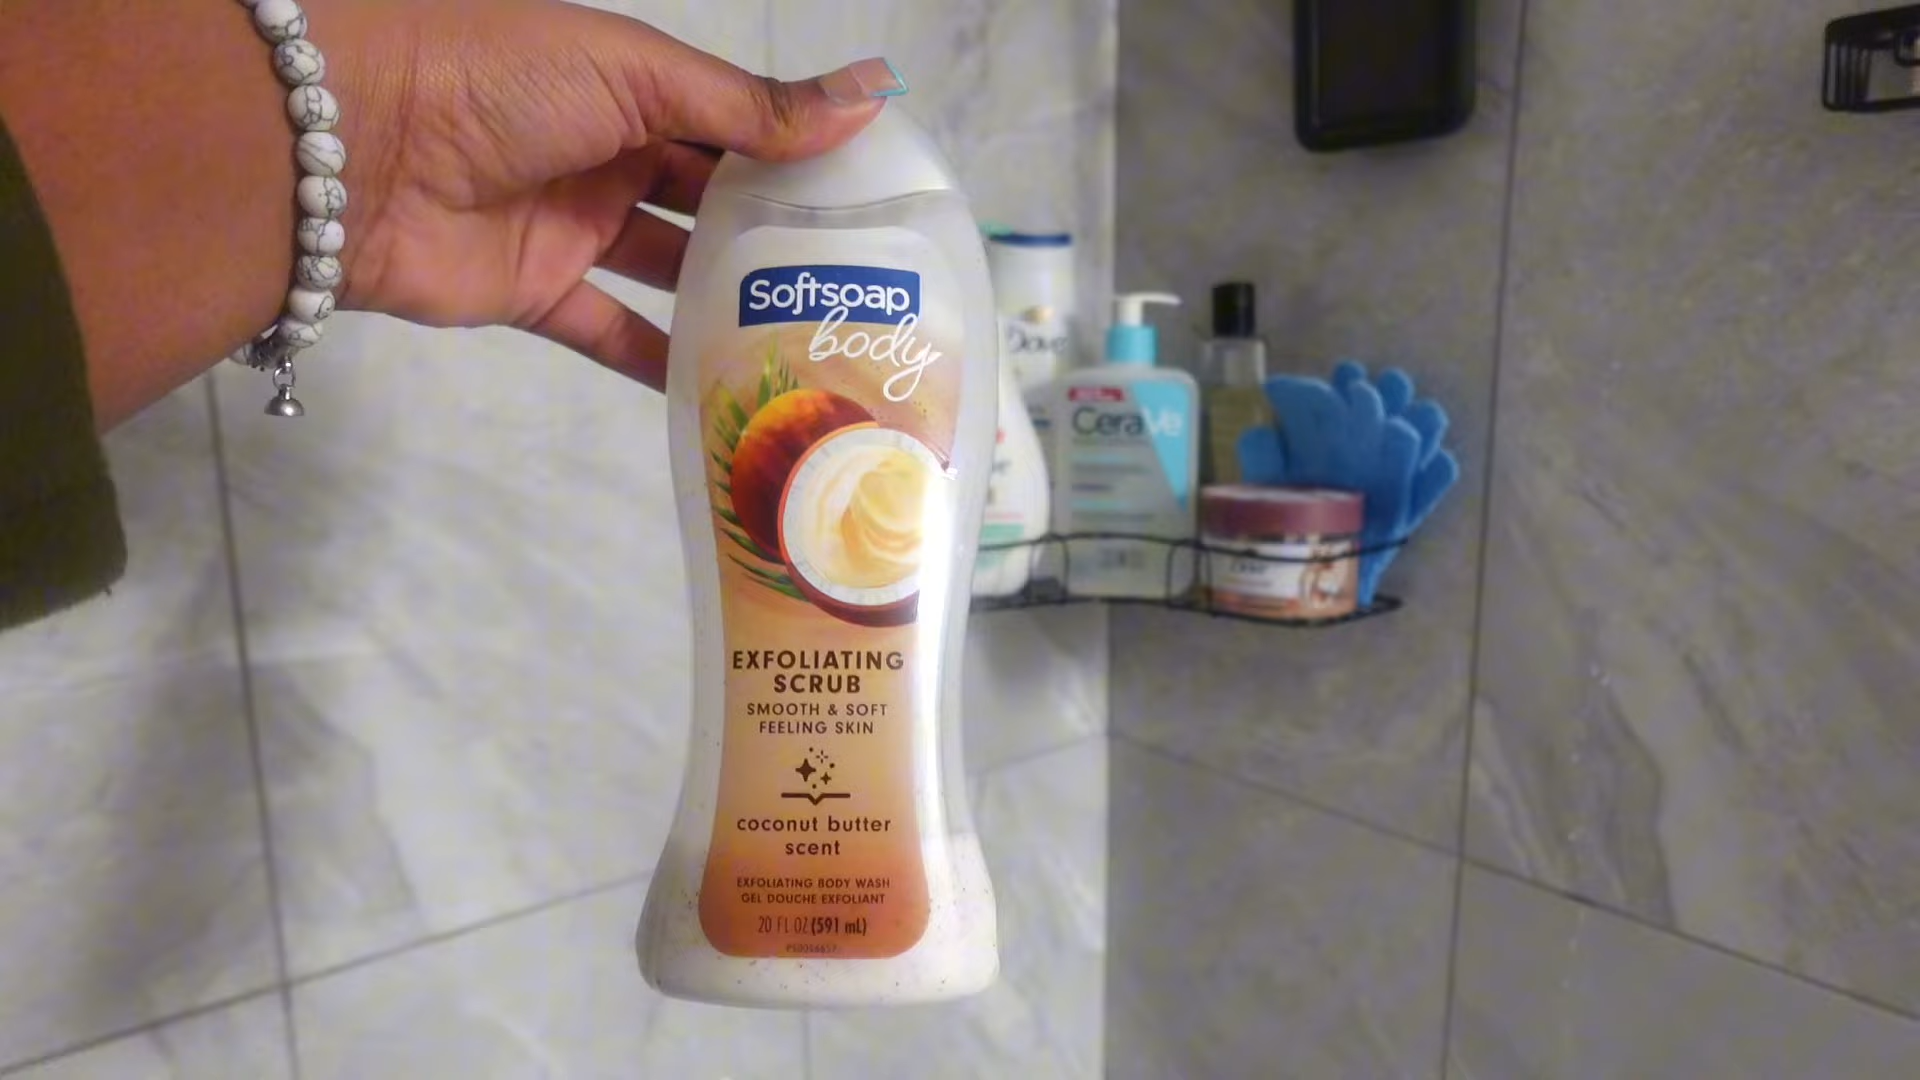 Softsoap
body
EXFOLIATING
SCRUB
SMOOTH & SOFT
FEELING SKIN
coconut butter
scent
EXFOLIATING BODY WASH
GEL DOUCHE EXFOLIANT
20 FL OZ (591 mL)
Dove
CeraVe